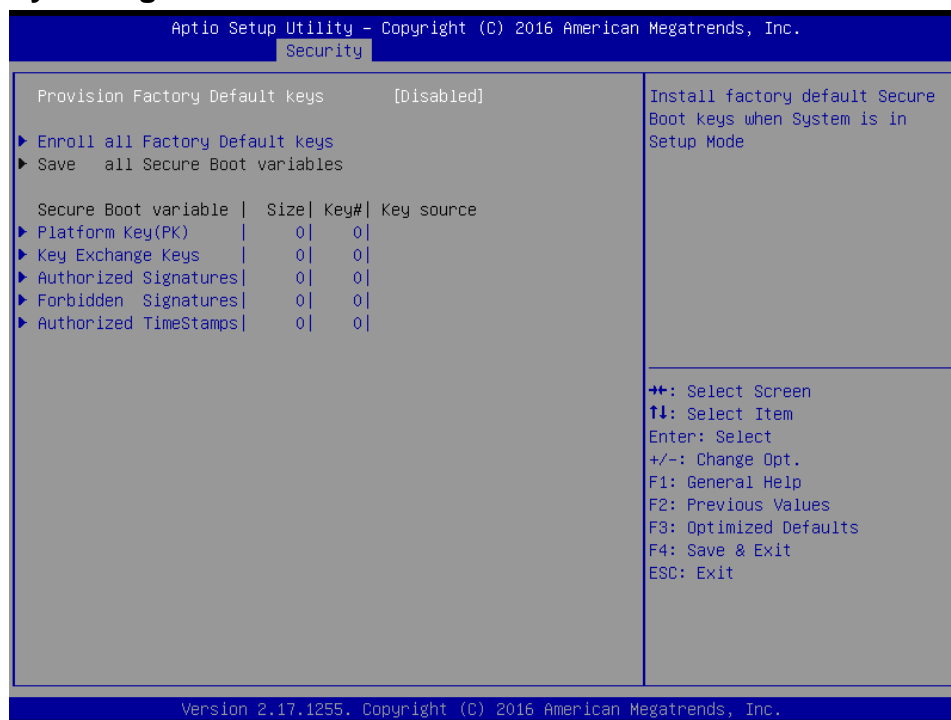 Aptio Setup Utility – Copyright (C) 2016 American Megatrends, Inc.
Security
Provision Factory Default keys [Disabled]
Enroll all Factory Default keys
Save all Secure Boot variables
Secure Boot variable | Size| Key#| Key source
Platform Key(PK) | 0| 0|
Key Exchange Keys | 0| 0|
Authorized Signatures| 0| 0|
Forbidden Signatures| 0| 0|
Authorized TimeStamps| 0| 0|
Install factory default Secure
Boot keys when System is in
Setup Mode
→←: Select Screen
↑↓: Select Item
Enter: Select
+/-: Change Opt.
F1: General Help
F2: Previous Values
F3: Optimized Defaults
F4: Save & Exit
ESC: Exit
Version 2.17.1255. Copyright (C) 2016 American Megatrends, Inc.